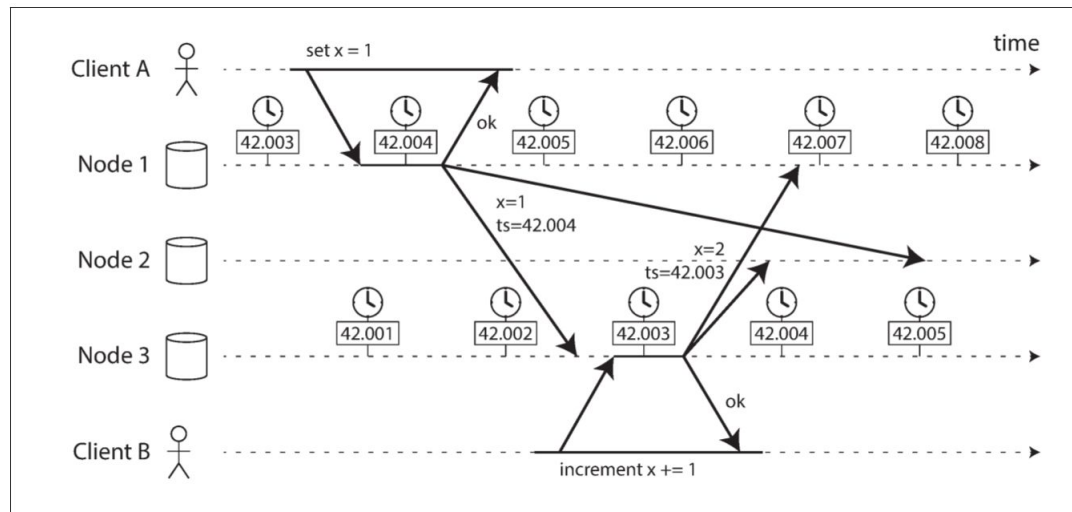 set x = 1
time
Client A
ok
42.003
42.004
42.005
42.006
42.007
42.008
Node 1
x=1
ts=42.004
x=2
ts=42.003
Node 2
42.001
42.002
42.003
42.004
42.005
Node 3
ok
Client B
increment x += 1